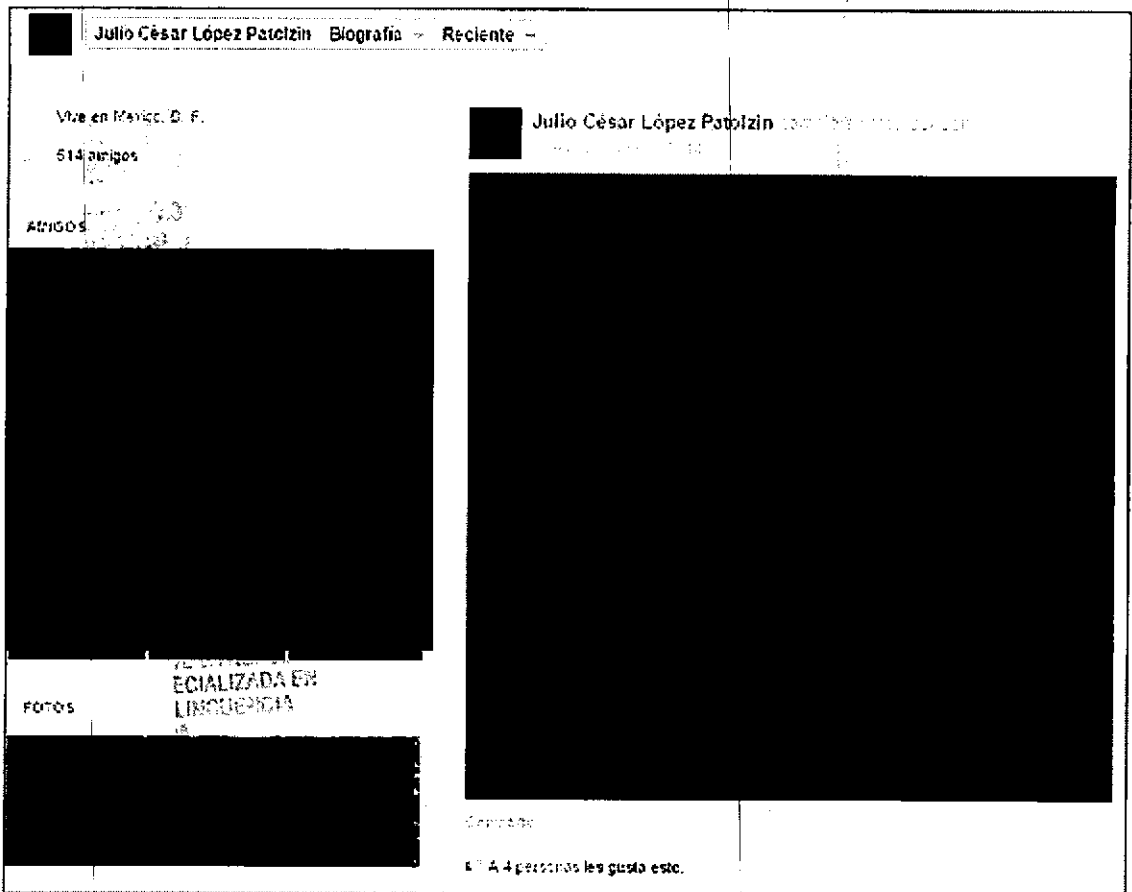 Julio César López Patolzin Biografía Reciente
Vive en Mexico, D. F.
514 amigos
AMIGOS
ECIALIZADA EN
FOTOS
Julio César López Patolzin
A 4 personas les gusta esto.